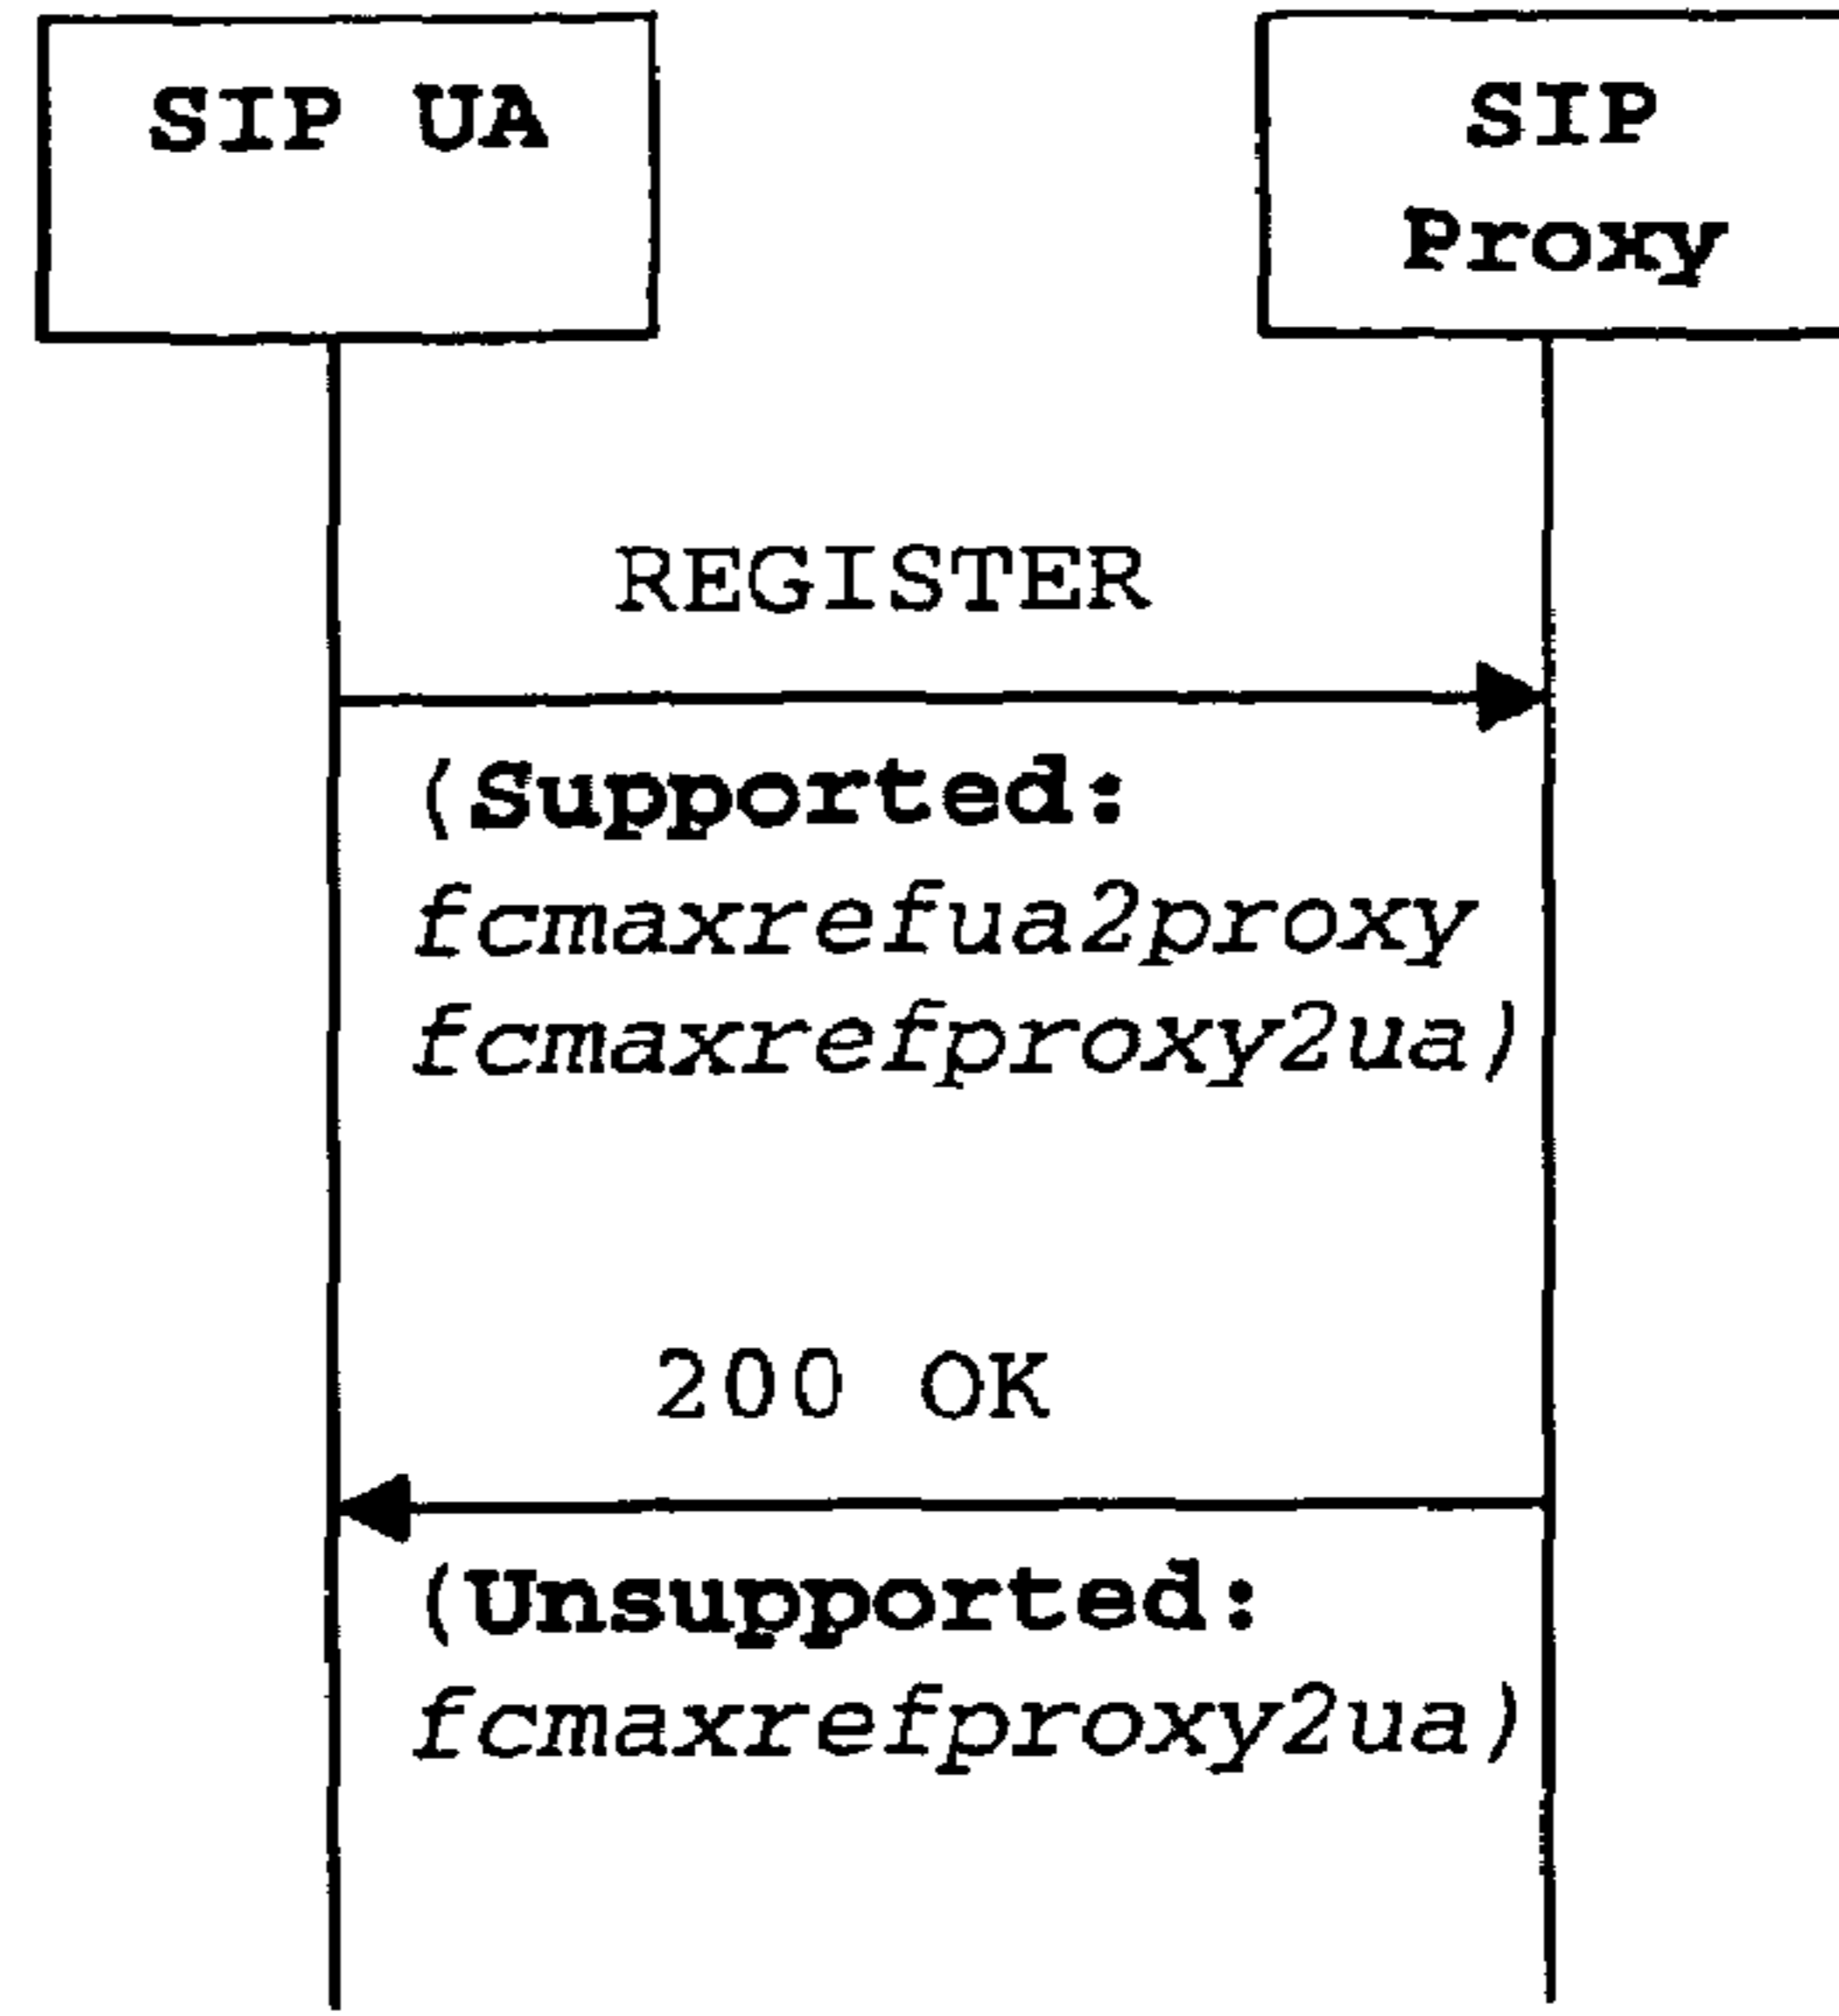 SIP UA
SIP
Proxy
REGISTER
(Supported:
fcmaxrefua2proxy
fcmaxrefproxy2ua)
200 OK
(Unsupported:
fcmaxrefproxy2ua)